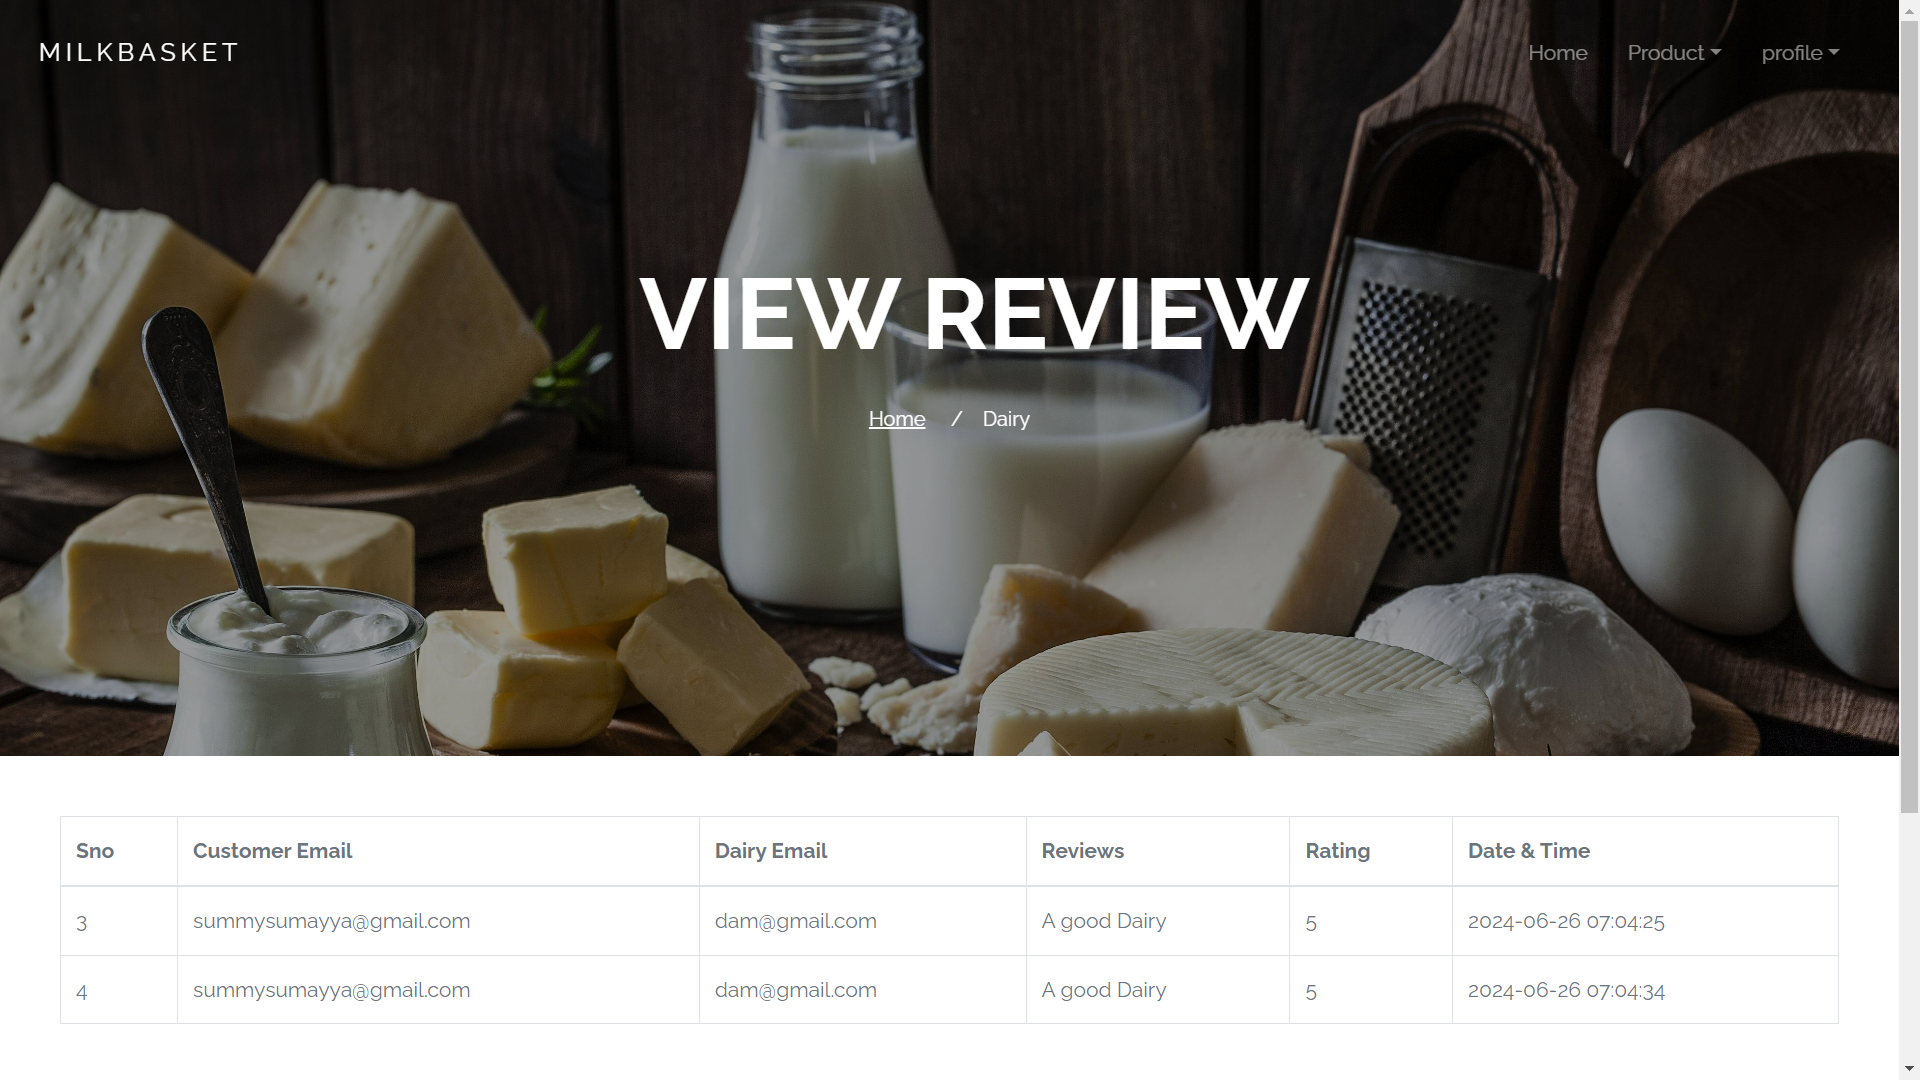 MILKBASKET
Home Product profile
VIEW REVIEW
Home / Dairy
Sno Customer Email Dairy Email Reviews Rating Date & Time
3 summysumayya@gmail.com dam@gmail.com A good Dairy 5 2024-06-26 07:04:25
4 summysumayya@gmail.com dam@gmail.com A good Dairy 5 2024-06-26 07:04:34